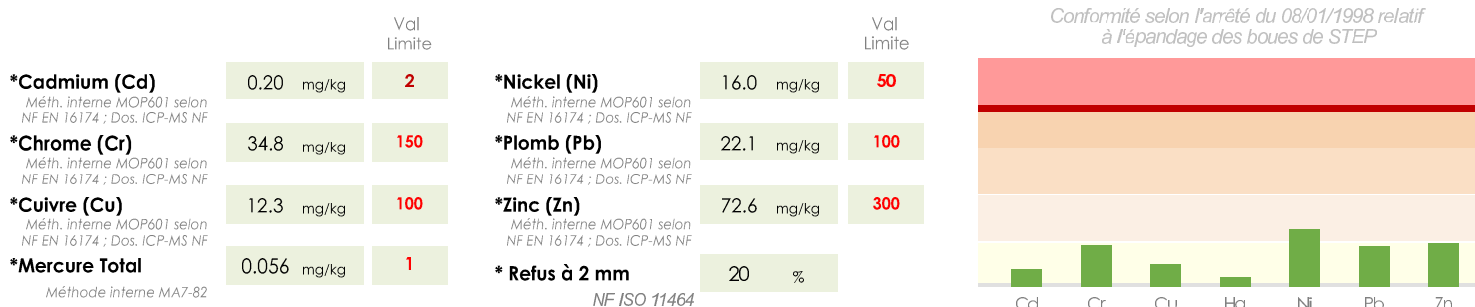 Val
Limite
*Cadmium (Cd) 0.20 mg/kg 2
Méth. interne MOP601 selon
NF EN 16174 ; Dos. ICP-MS NF
*Chrome (Cr) 34.8 mg/kg 150
Méth. interne MOP601 selon
NF EN 16174 ; Dos. ICP-MS NF
*Cuivre (Cu) 12.3 mg/kg 100
Méth. interne MOP601 selon
NF EN 16174 ; Dos. ICP-MS NF
*Mercure Total 0.056 mg/kg 1
Méthode interne MA7-82
Val
Limite
*Nickel (Ni) 16.0 mg/kg 50
Méth. interne MOP601 selon
NF EN 16174 ; Dos. ICP-MS NF
*Plomb (Pb) 22.1 mg/kg 100
Méth. interne MOP601 selon
NF EN 16174 ; Dos. ICP-MS NF
*Zinc (Zn) 72.6 mg/kg 300
Méth. interne MOP601 selon
NF EN 16174 ; Dos. ICP-MS NF
* Refus à 2 mm 20 %
NF ISO 11464
Conformité selon l'arrêté du 08/01/1998 relatif
à l'épandage des boues de STEP
Cd Cr Cu Hg Ni Pb Zn